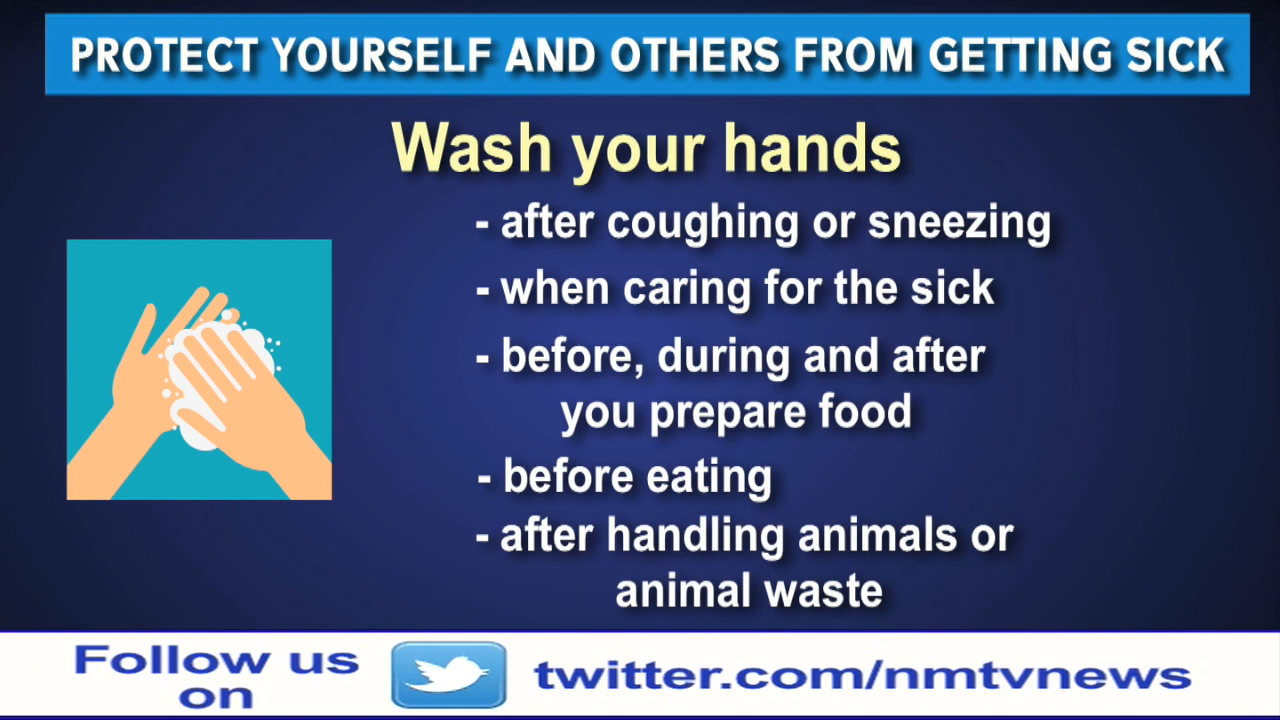 PROTECT YOURSELF AND OTHERS FROM GETTING SICK
Wash your hands
- after coughing or sneezing
- when caring for the sick
- before, during and after
you prepare food
- before eating
- after handling animals or
animal waste
Follow us
on
twitter.com/nmtvnews